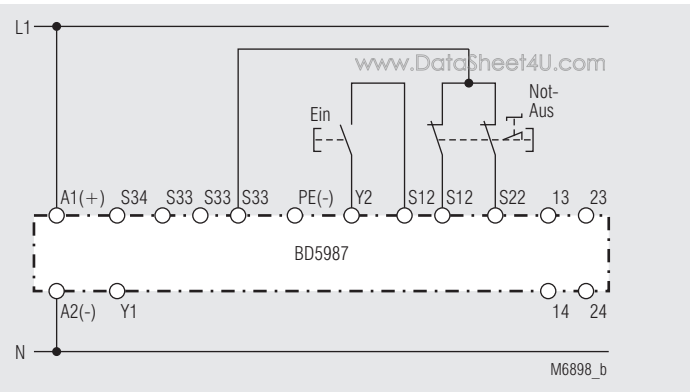 L1
www.DataSheet4U.com
Not-
Aus
Ein
A1(+) S34 S33 S33 S33 PE(-) Y2 S12 S12 S22 13 23
BD5987
A2(-) Y1 14 24
N
M6898_b